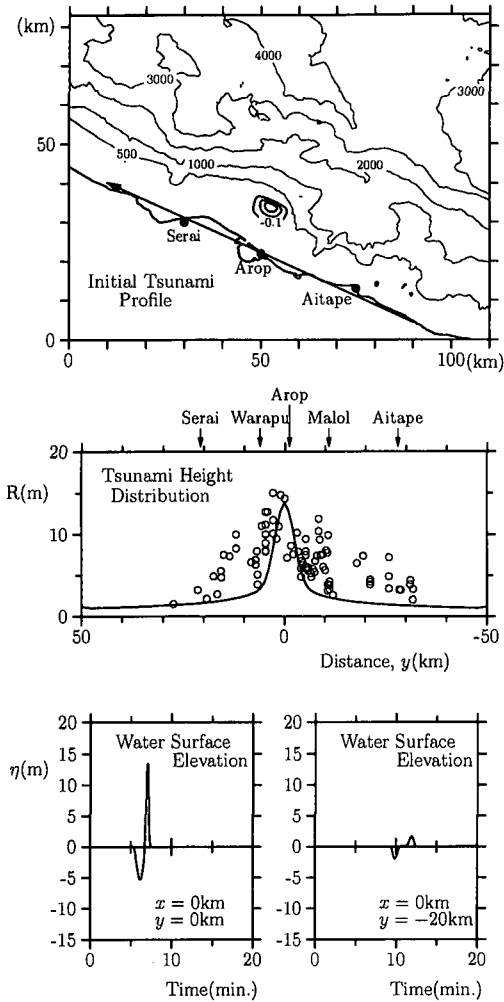 (km)
4000
3000
3000
50
500
1000
2000
-0.1
Serai
Arop
Initial Tsunami
Profile
Aitape
0
0 50 100 (km)
Arop
Serai Warapu Malol Aitape
20
R(m)
Tsunami Height
Distribution
10
0
50 0 -50
Distance, y(km)
20 20
Water Surface
Elevation
Water Surface
Elevation
η(m)
15 15
10 10
5 5
0 0
-5 -5
-10 -10
-15 -15
x = 0km
y = 0km
x = 0km
y = −20km
0 10 20
0 10 20
Time(min.)
Time(min.)